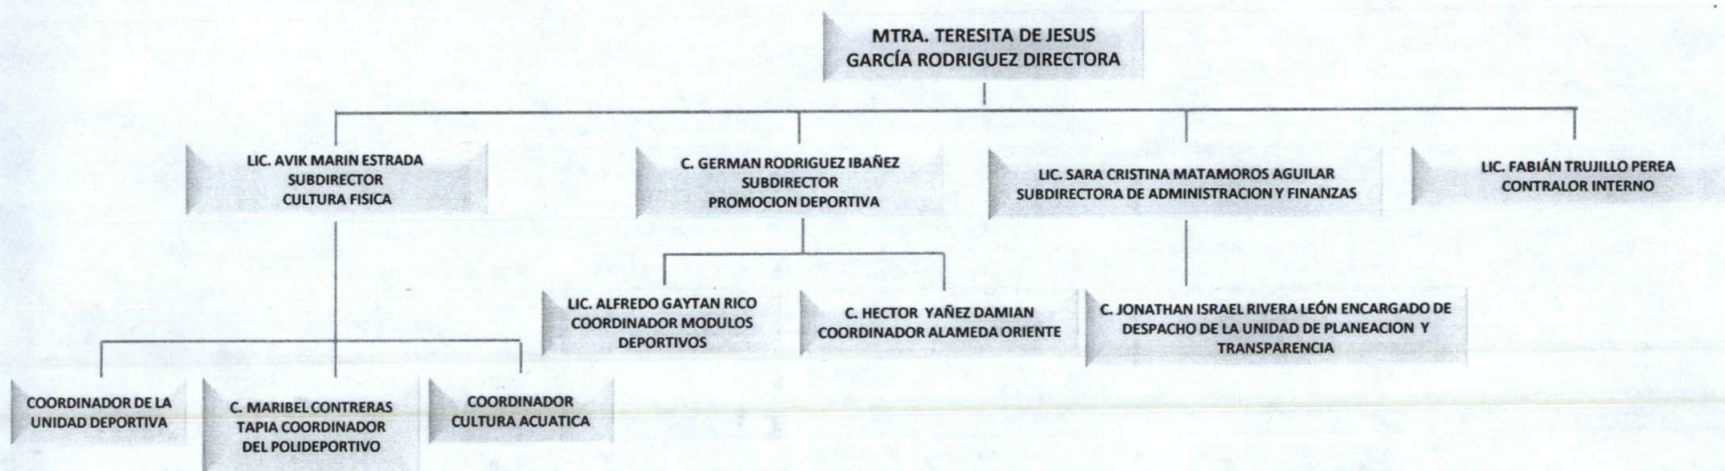 MTRA. TERESITA DE JESUS
GARCÍA RODRIGUEZ DIRECTORA
LIC. AVIK MARIN ESTRADA
SUBDIRECTOR
CULTURA FISICA
C. GERMAN RODRIGUEZ IBAÑEZ
SUBDIRECTOR
PROMOCION DEPORTIVA
LIC. SARA CRISTINA MATAMOROS AGUILAR
SUBDIRECTORA DE ADMINISTRACION Y FINANZAS
LIC. FABIÁN TRUJILLO PEREA
CONTRALOR INTERNO
LIC. ALFREDO GAYTAN RICO
COORDINADOR MODULOS
DEPORTIVOS
C. HECTOR YAÑEZ DAMIAN
COORDINADOR ALAMEDA ORIENTE
C. JONATHAN ISRAEL RIVERA LEÓN ENCARGADO DE
DESPACHO DE LA UNIDAD DE PLANEACION Y
TRANSPARENCIA
COORDINADOR DE LA
UNIDAD DEPORTIVA
C. MARIBEL CONTRERAS
TAPIA COORDINADOR
DEL POLIDEPORTIVO
COORDINADOR
CULTURA ACUATICA